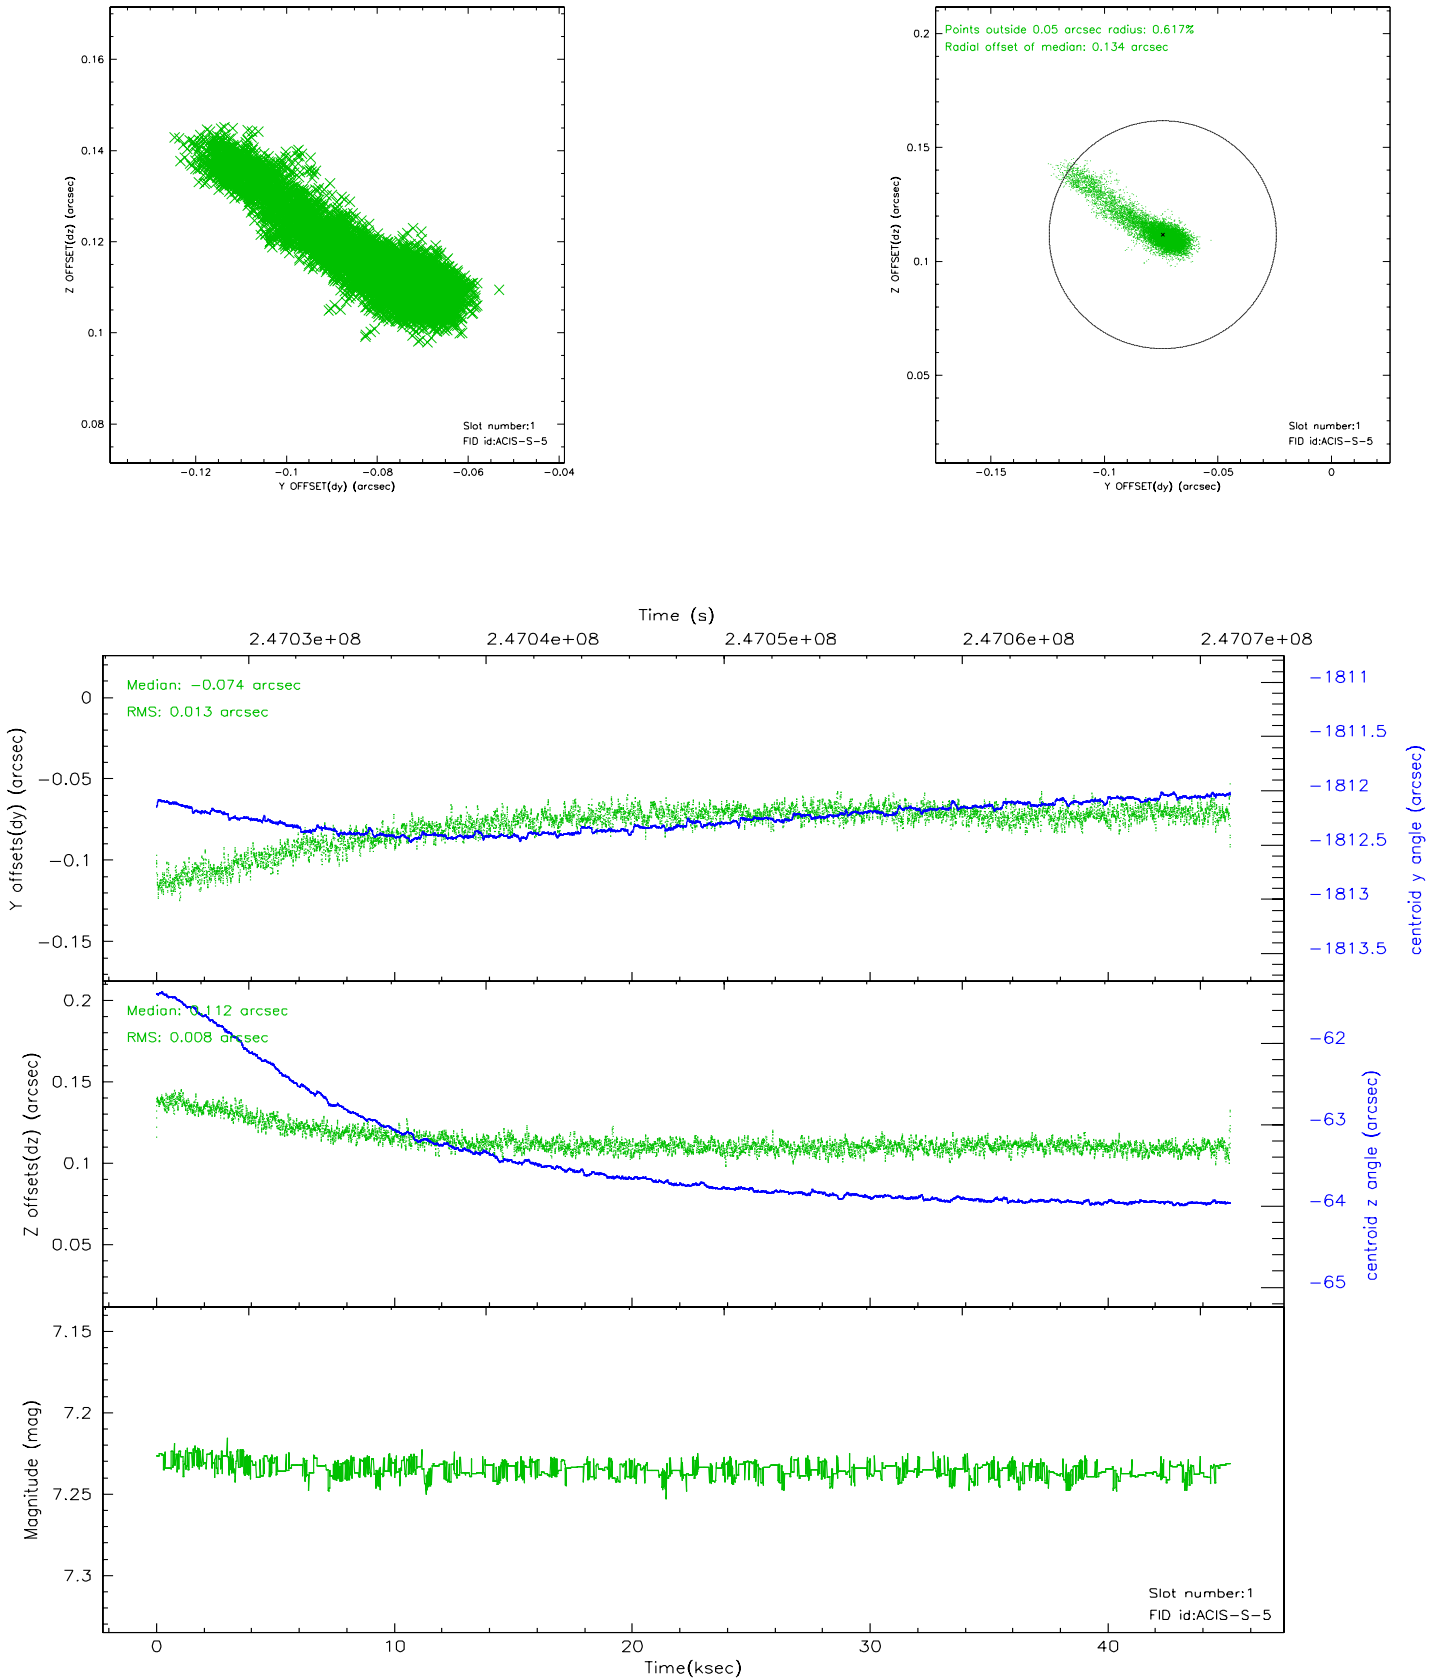 0.16
0.14
0.12
0.1
0.08
Z OFFSET(dz) (arcsec)
Slot number:1
FID id:ACIS-S-5
-0.12
-0.1
-0.08
-0.06
-0.04
Y OFFSET(dy) (arcsec)
Points outside 0.05 arcsec radius: 0.617%
Radial offset of median: 0.134 arcsec
0.2
0.15
0.1
0.05
Z OFFSET(dz) (arcsec)
Slot number:1
FID id:ACIS-S-5
-0.15
-0.1
-0.05
0
Y OFFSET(dy) (arcsec)
Time (s)
2.4703e+08
2.4704e+08
2.4705e+08
2.4706e+08
2.4707e+08
Median: -0.074 arcsec
RMS: 0.013 arcsec
0
-0.05
-0.1
-0.15
Y offsets(dy) (arcsec)
-1811
-1811.5
-1812
-1812.5
-1813
-1813.5
centroid y angle (arcsec)
Median: 0.112 arcsec
RMS: 0.008 arcsec
0.2
0.15
0.1
0.05
Z offsets(dz) (arcsec)
-62
-63
-64
-65
centroid z angle (arcsec)
7.15
7.2
7.25
7.3
Magnitude (mag)
Slot number:1
FID id:ACIS-S-5
0
10
20
30
40
Time(ksec)